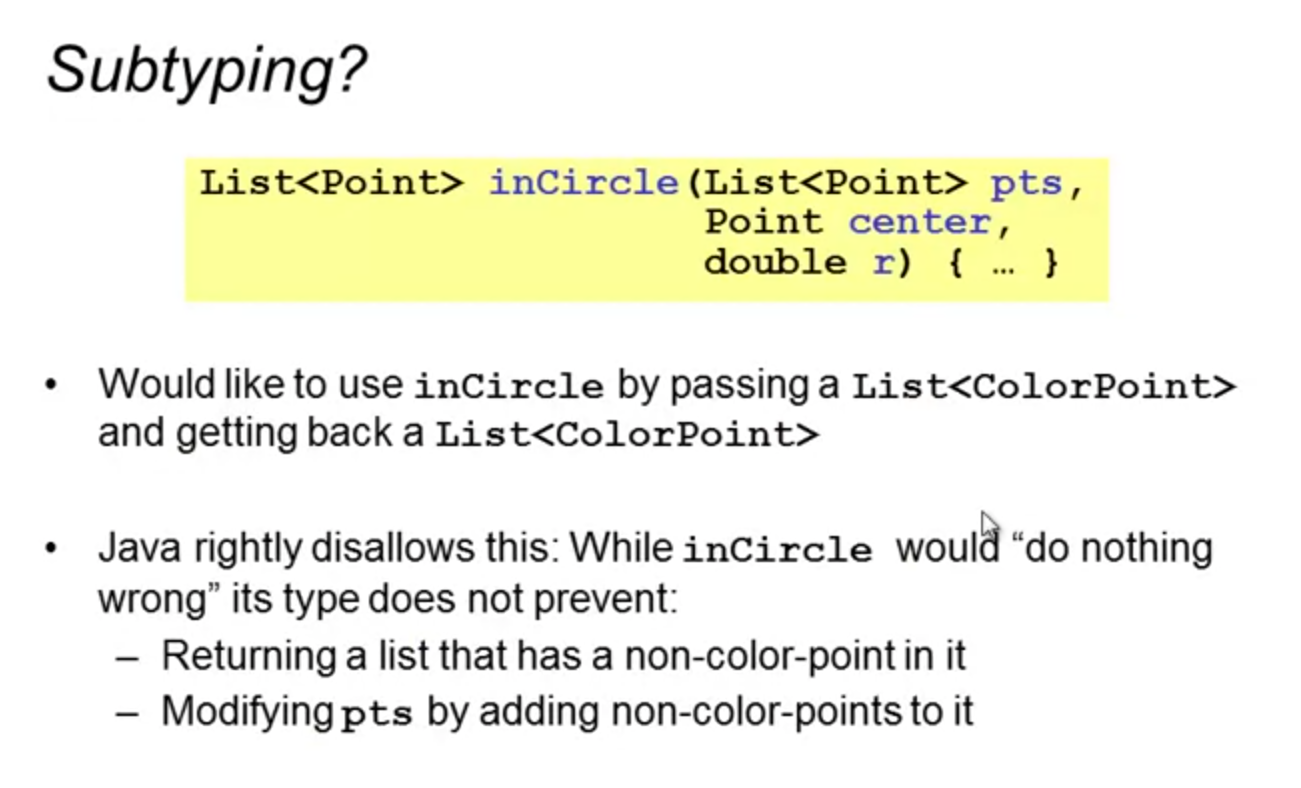 Subtyping?
List<Point> inCircle(List<Point> pts,
Point center,
double r) { … }
• Would like to use inCircle by passing a List<ColorPoint>
and getting back a List<ColorPoint>
• Java rightly disallows this: While inCircle would “do nothing
wrong” its type does not prevent:
– Returning a list that has a non-color-point in it
– Modifying pts by adding non-color-points to it